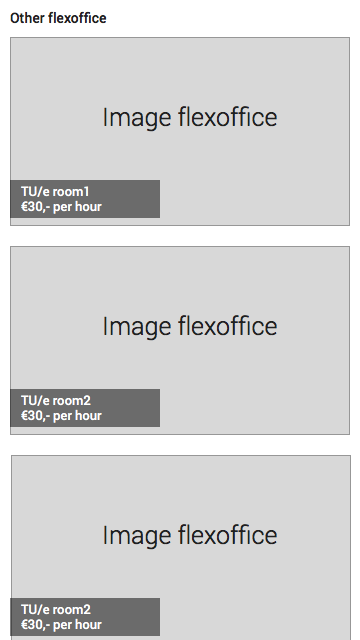 Other flexoffice
Image flexoffice
TU/e room1
€30,- per hour
Image flexoffice
TU/e room2
€30,- per hour
Image flexoffice
TU/e room2
€30,- per hour